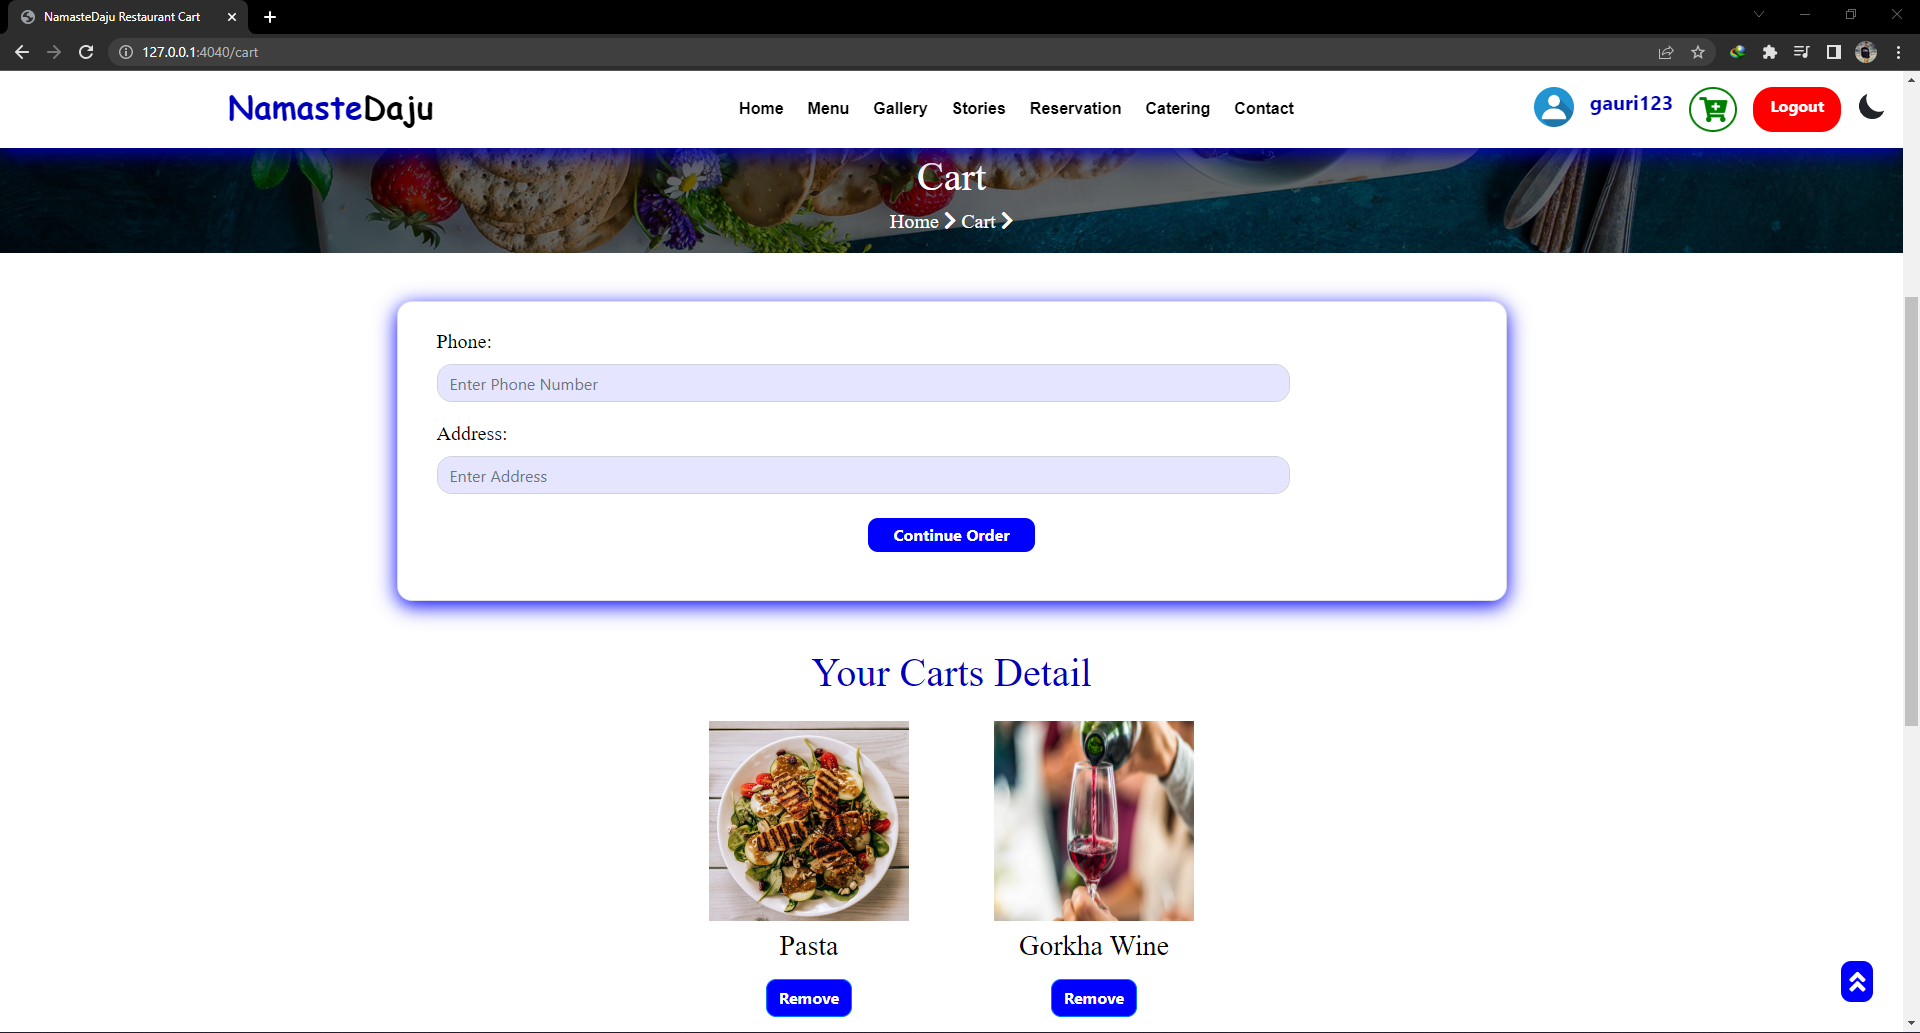 NamasteDaju Restaurant Cart
127.0.0.1:4040/cart
NamasteDaju
Home Menu Gallery Stories Reservation Catering Contact
gauri123
Logout
Cart
Home Cart
Phone:
Enter Phone Number
Address:
Enter Address
Continue Order
Your Carts Detail
Pasta Gorkha Wine
Remove Remove